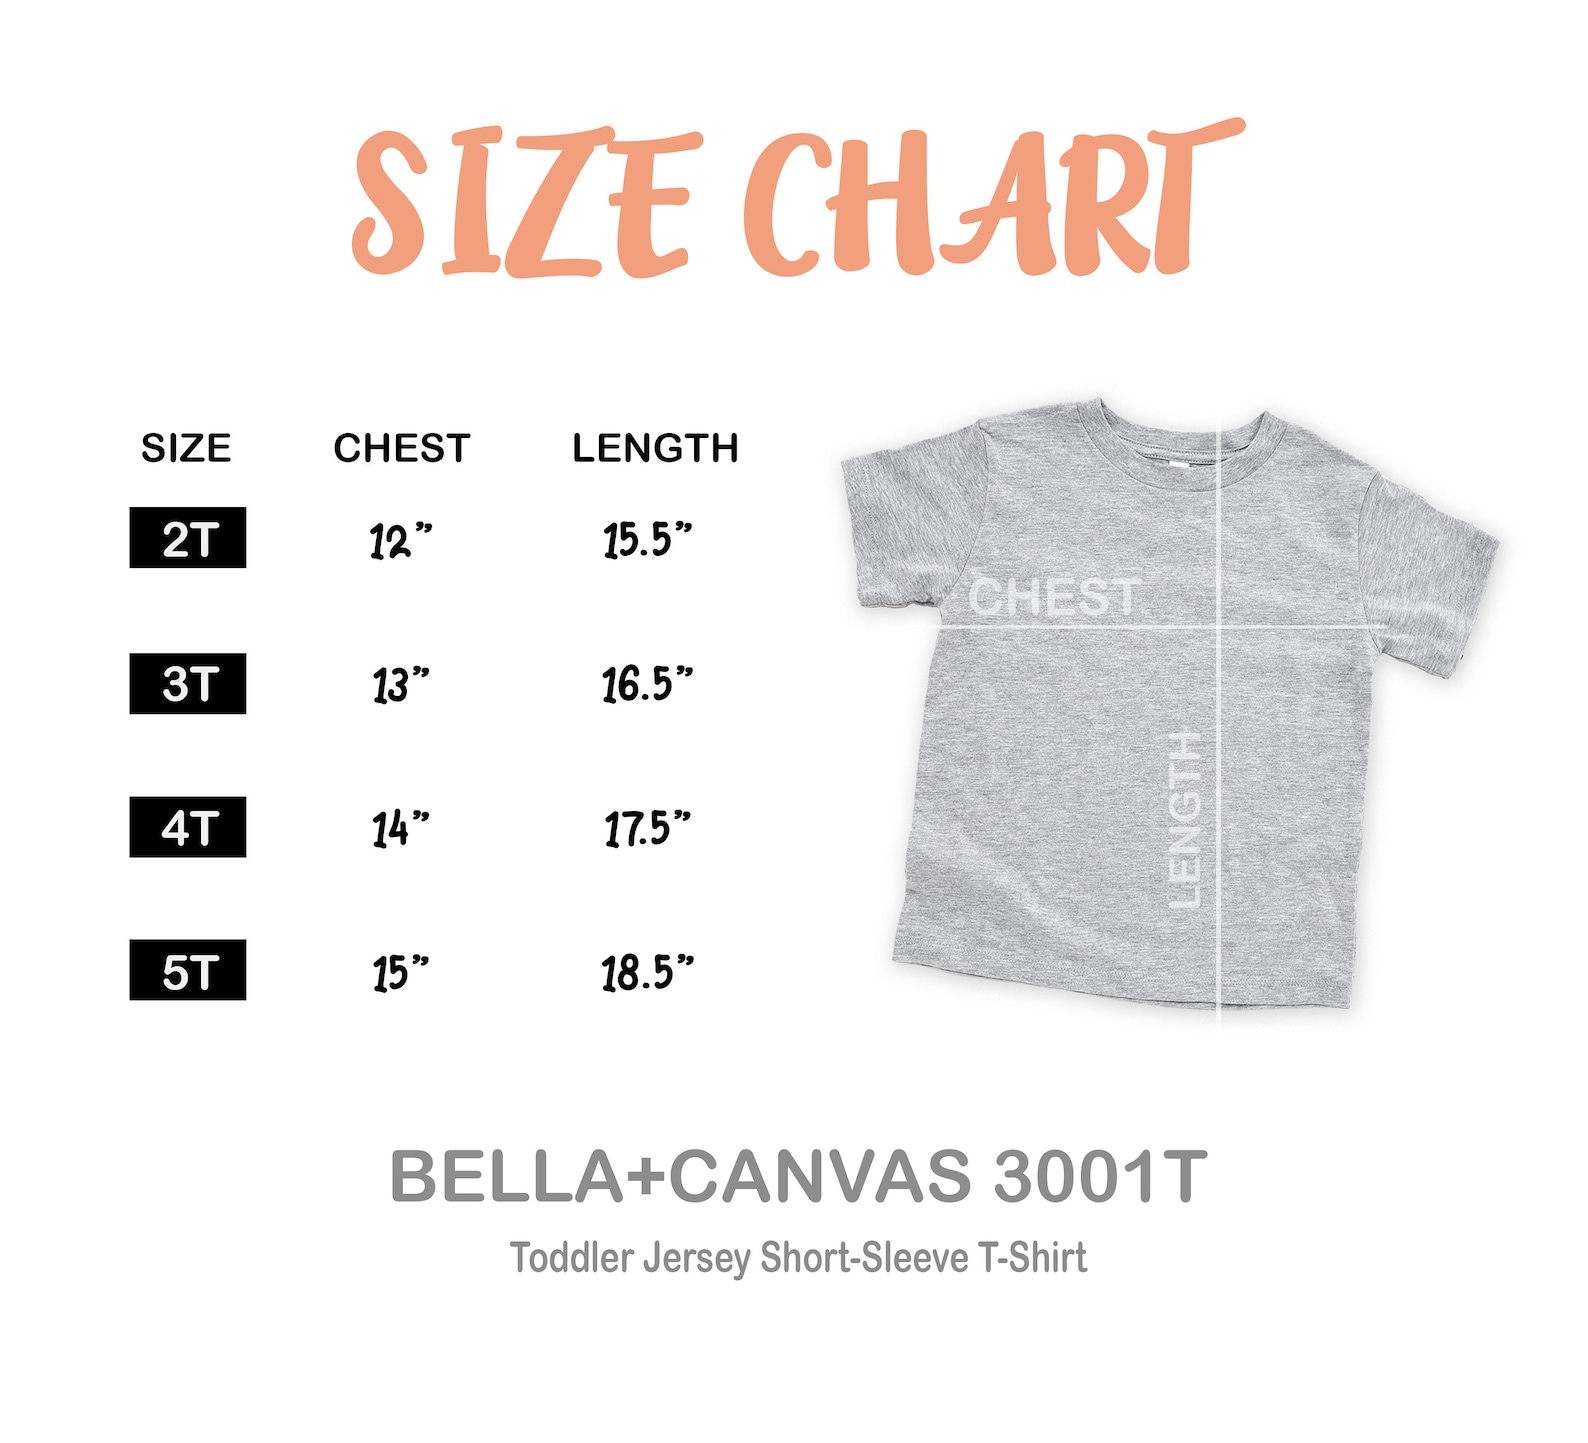 SIZE CHART
SIZE CHEST LENGTH
2T 12” 15.5”
3T 13” 16.5”
4T 14” 17.5”
5T 15” 18.5”
CHEST
LENGTH
BELLA+CANVAS 3001T
Toddler Jersey Short-Sleeve T-Shirt